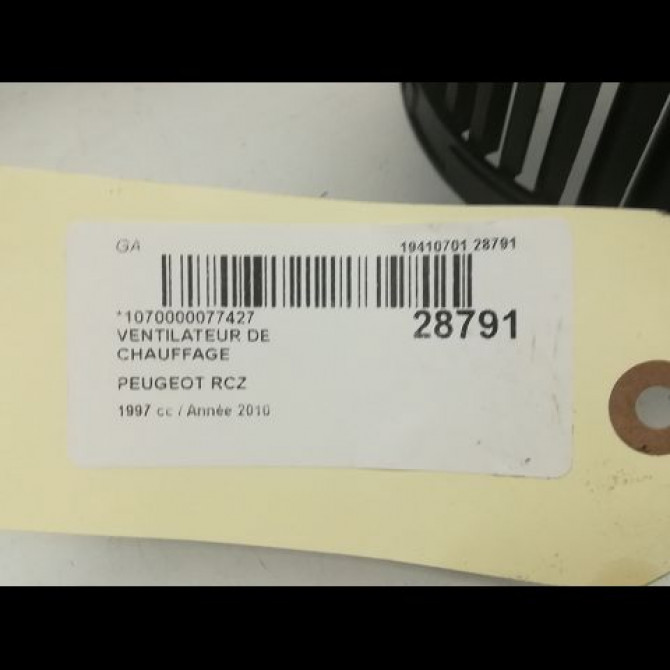 GA
19410701 28791
*1070000077427
28791
VENTILATEUR DE
CHAUFFAGE
PEUGEOT RCZ
1997 cc / Année 2010